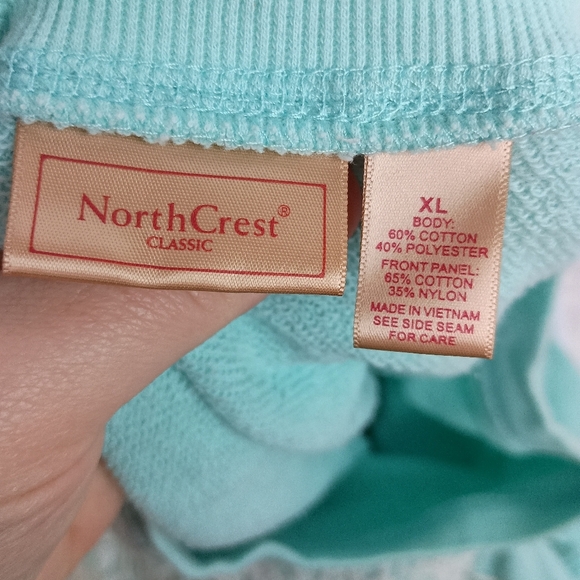 NorthCrest®
CLASSIC
XL
BODY:
60% COTTON
40% POLYESTER
FRONT PANEL:
65% COTTON
35% NYLON
MADE IN VIETNAM
SEE SIDE SEAM
FOR CARE